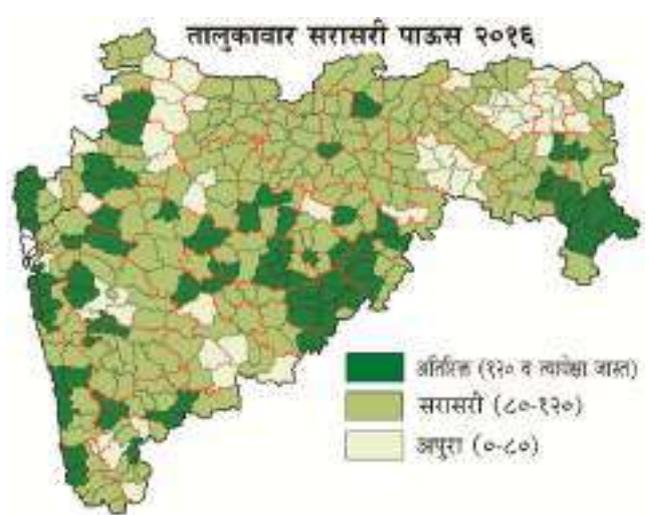 तालुकावार सरासरी पाऊस २०१६
अतिरिक्त (१२० व त्यापेक्षा जास्त)
सरासरी (८०-१२०)
अपुरा (०-८०)